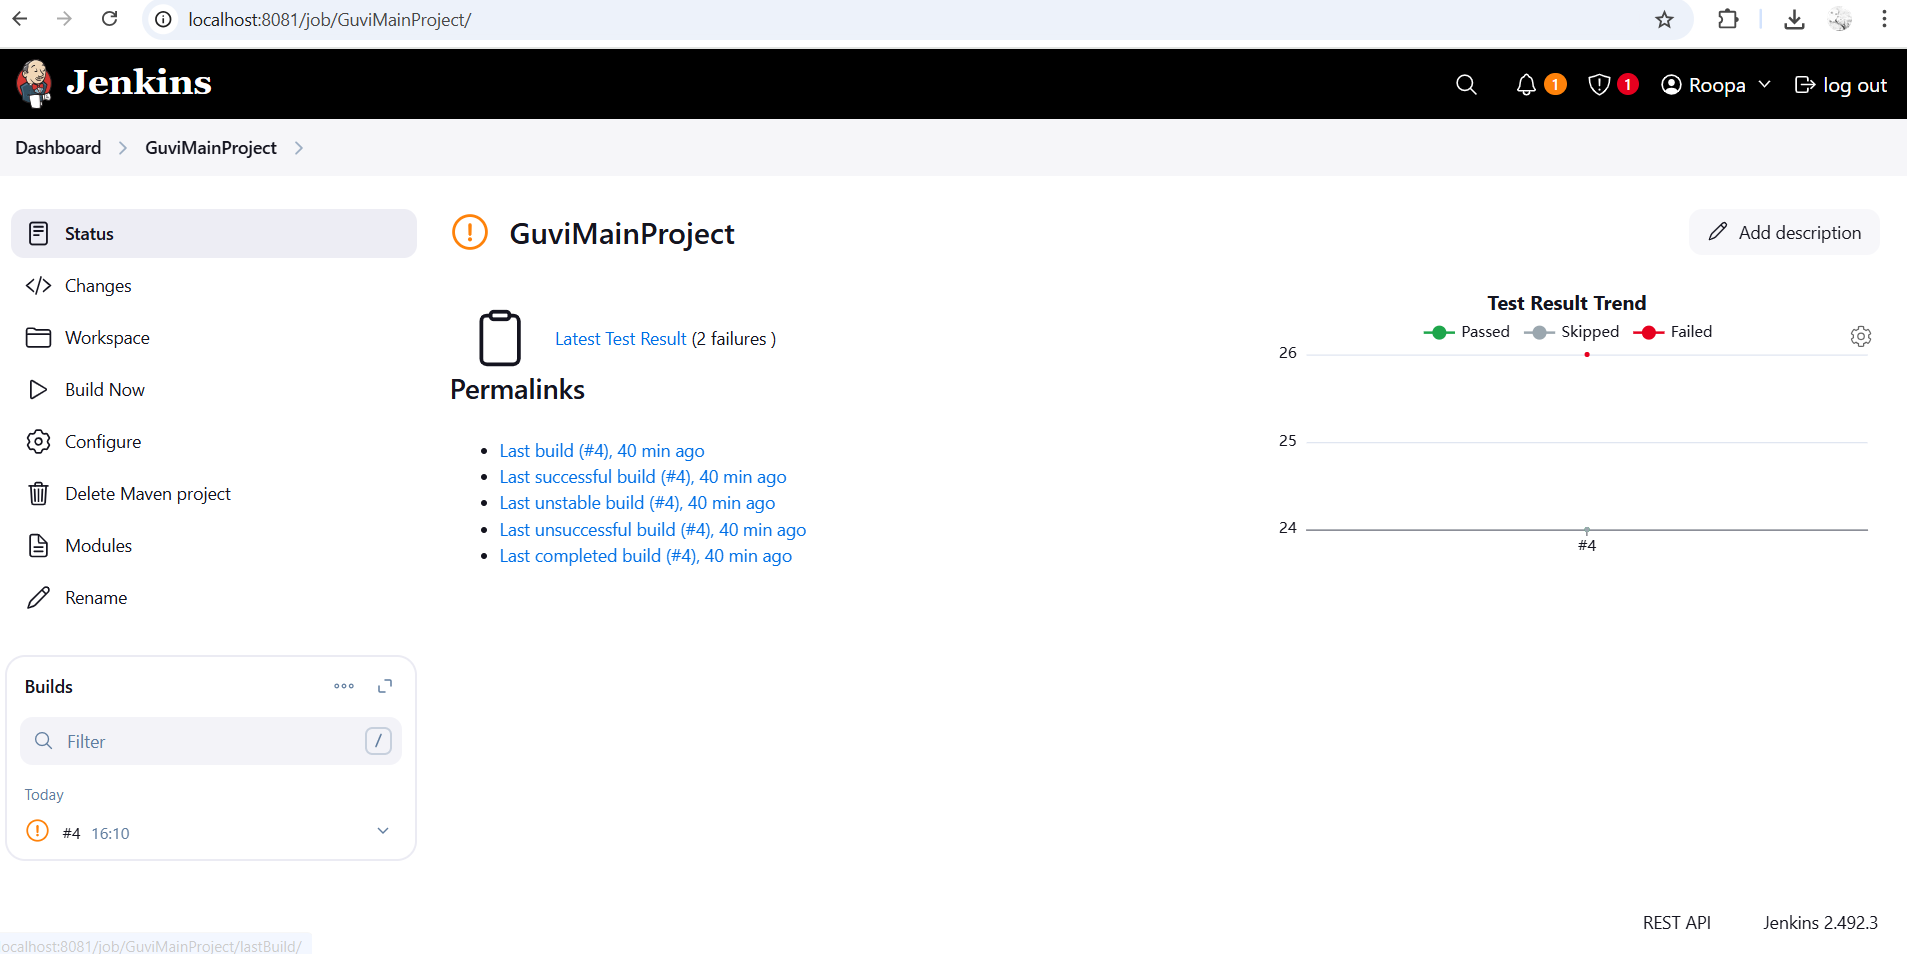 localhost:8081/job/GuviMainProject/
Jenkins
1
1
Roopa
log out
Dashboard
GuviMainProject
Status
Changes
Workspace
Build Now
Configure
Delete Maven project
Modules
Rename
Builds
Filter
/
Today
#4 16:10
GuviMainProject
Add description
Latest Test Result (2 failures )
Permalinks
Last build (#4), 40 min ago
Last successful build (#4), 40 min ago
Last unstable build (#4), 40 min ago
Last unsuccessful build (#4), 40 min ago
Last completed build (#4), 40 min ago
Test Result Trend
Passed Skipped Failed
26
25
24
#4
REST API
Jenkins 2.492.3
ocalhost:8081/job/GuviMainProject/lastBuild/